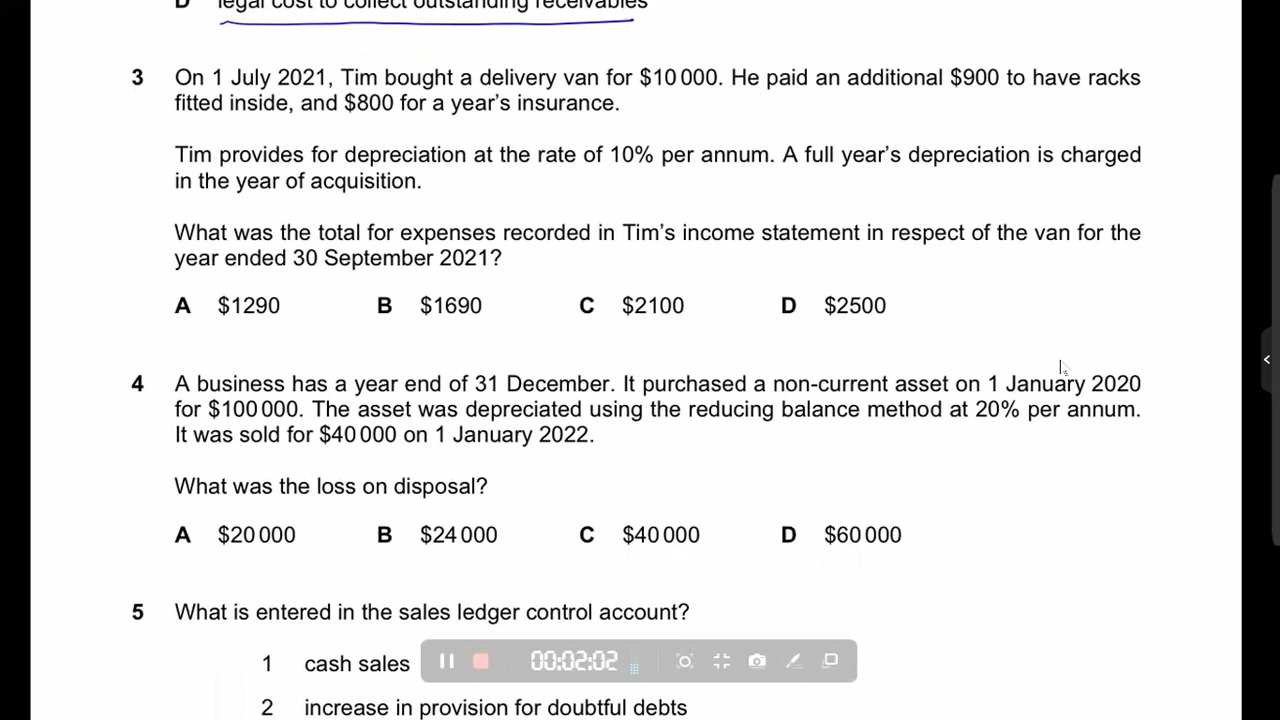 D legal cost to collect outstanding receivables
3 On 1 July 2021, Tim bought a delivery van for $10 000. He paid an additional $900 to have racks
fitted inside, and $800 for a year's insurance.
Tim provides for depreciation at the rate of 10% per annum. A full year's depreciation is charged
in the year of acquisition.
What was the total for expenses recorded in Tim's income statement in respect of the van for the
year ended 30 September 2021?
A $1290 B $1690 C $2100 D $2500
4 A business has a year end of 31 December. It purchased a non-current asset on 1 January 2020
for $100 000. The asset was depreciated using the reducing balance method at 20% per annum.
It was sold for $40 000 on 1 January 2022.
What was the loss on disposal?
A $20 000 B $24 000 C $40 000 D $60 000
5 What is entered in the sales ledger control account?
1 cash sales
00:02:02
2 increase in provision for doubtful debts